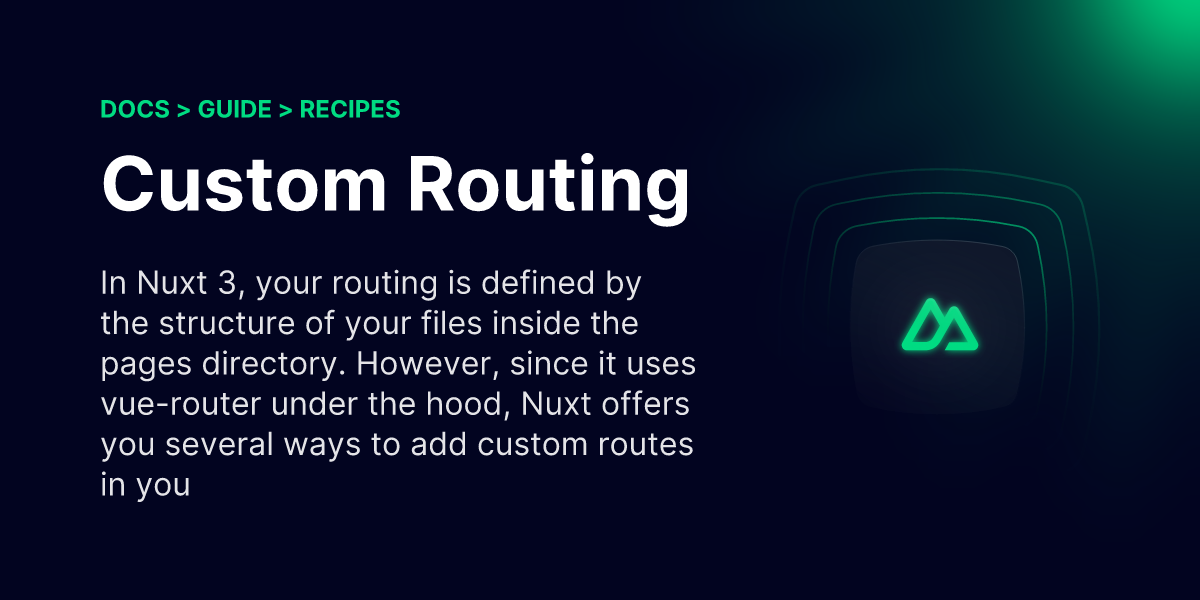 DOCS > GUIDE > RECIPES
Custom Routing
In Nuxt 3, your routing is defined by
the structure of your files inside the
pages directory. However, since it uses
vue-router under the hood, Nuxt offers
you several ways to add custom routes
in you